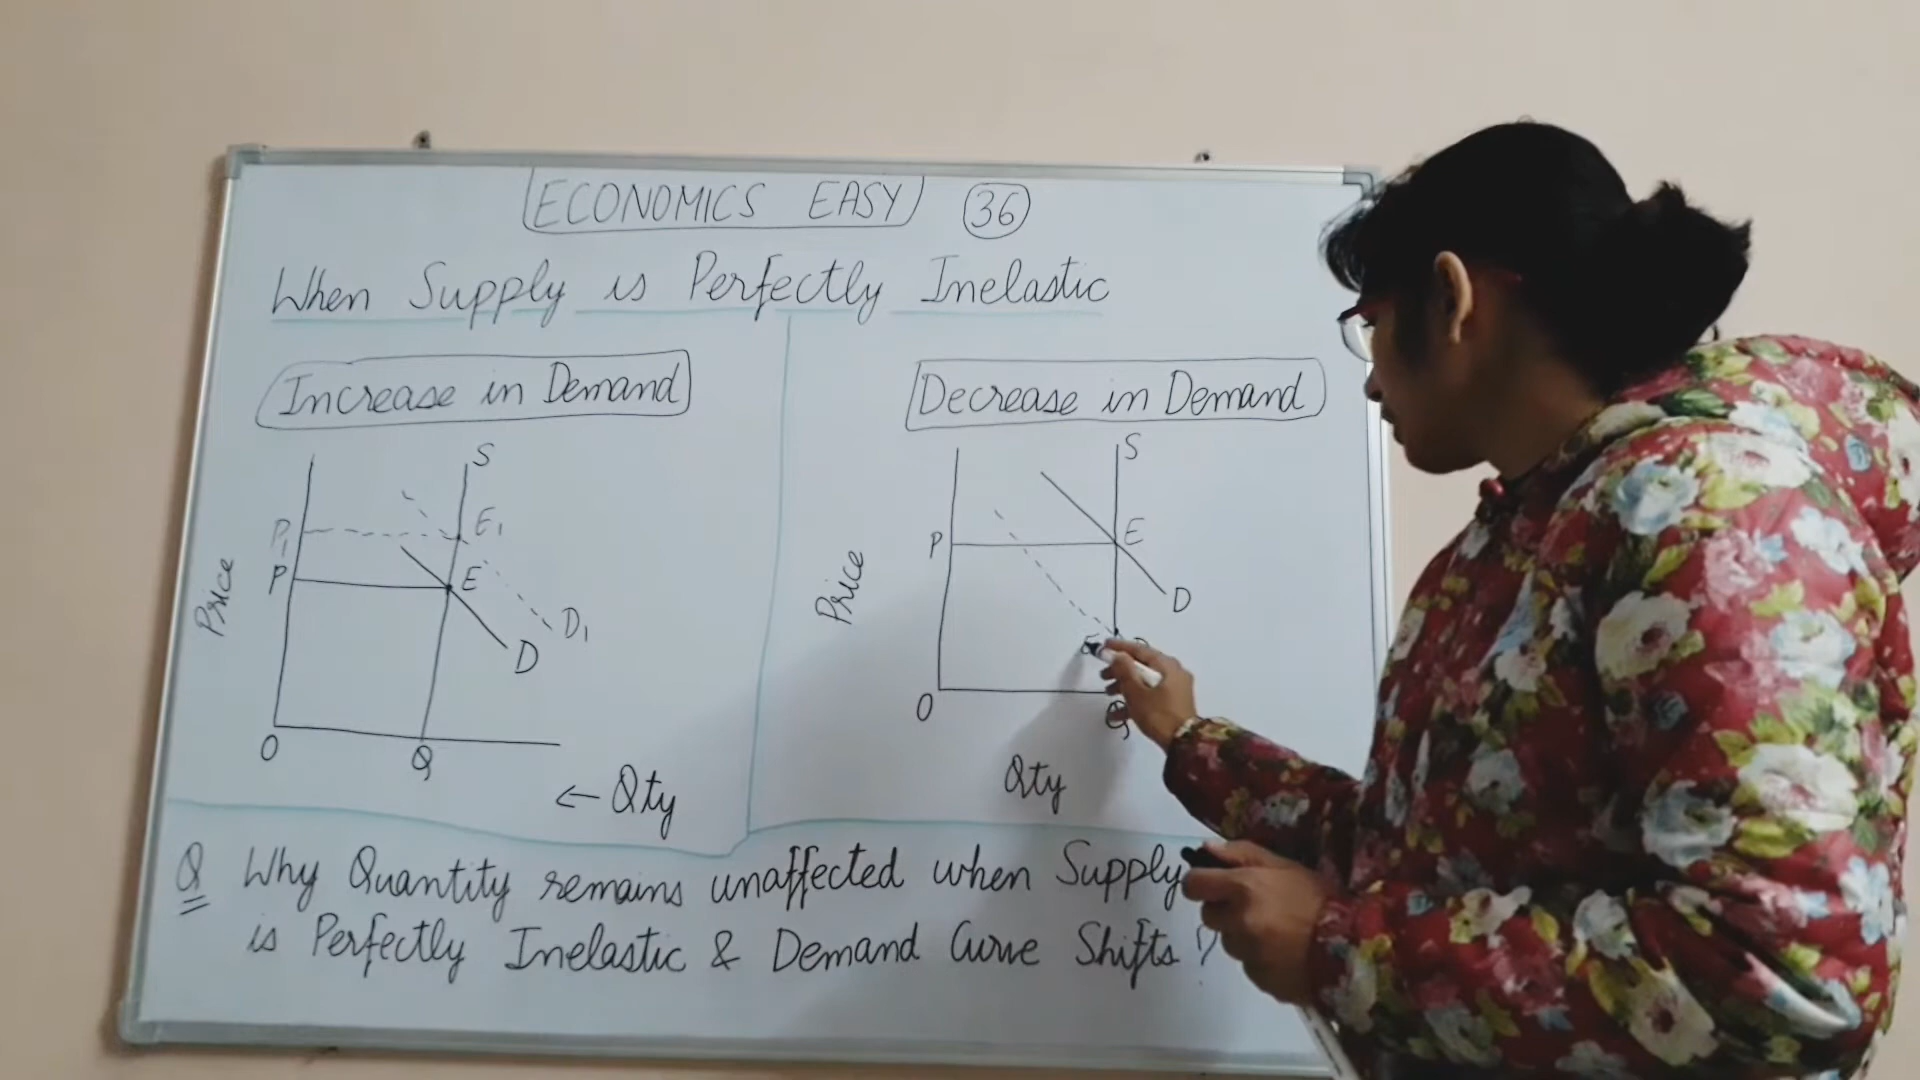 ECONOMICS EASY 36
When Supply is Perfectly Inelastic
Increase in Demand
S
E1
P1
P
E
D1
D
Price
O
Q
← Qty
Decrease in Demand
S
P
E
D
Price
O
Q
Qty
Q Why Quantity remains unaffected when Supply
is Perfectly Inelastic & Demand Curve Shifts?